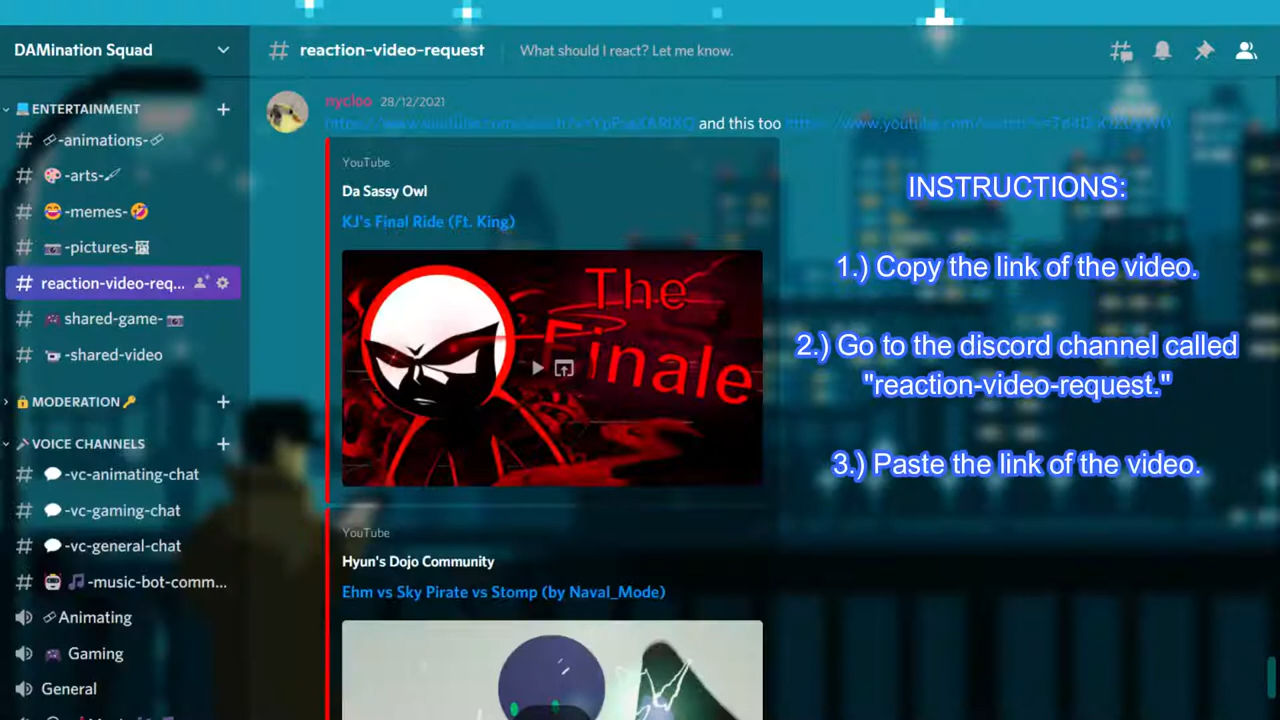 DAMination Squad
# reaction-video-request
What should I react? Let me know.
ENTERTAINMENT
# -animations-
# -arts-
# -memes-
# -pictures-
# reaction-video-req...
# shared-game-
# -shared-video
MODERATION
VOICE CHANNELS
# -vc-animating-chat
# -vc-gaming-chat
# -vc-general-chat
# -music-bot-comm...
Animating
Gaming
General
nycloo 28/12/2021
and this too
YouTube
Da Sassy Owl
KJ's Final Ride (Ft. King)
The
Finale
YouTube
Hyun's Dojo Community
Ehm vs Sky Pirate vs Stomp (by Naval_Mode)
INSTRUCTIONS:
1.) Copy the link of the video.
2.) Go to the discord channel called
"reaction-video-request."
3.) Paste the link of the video.